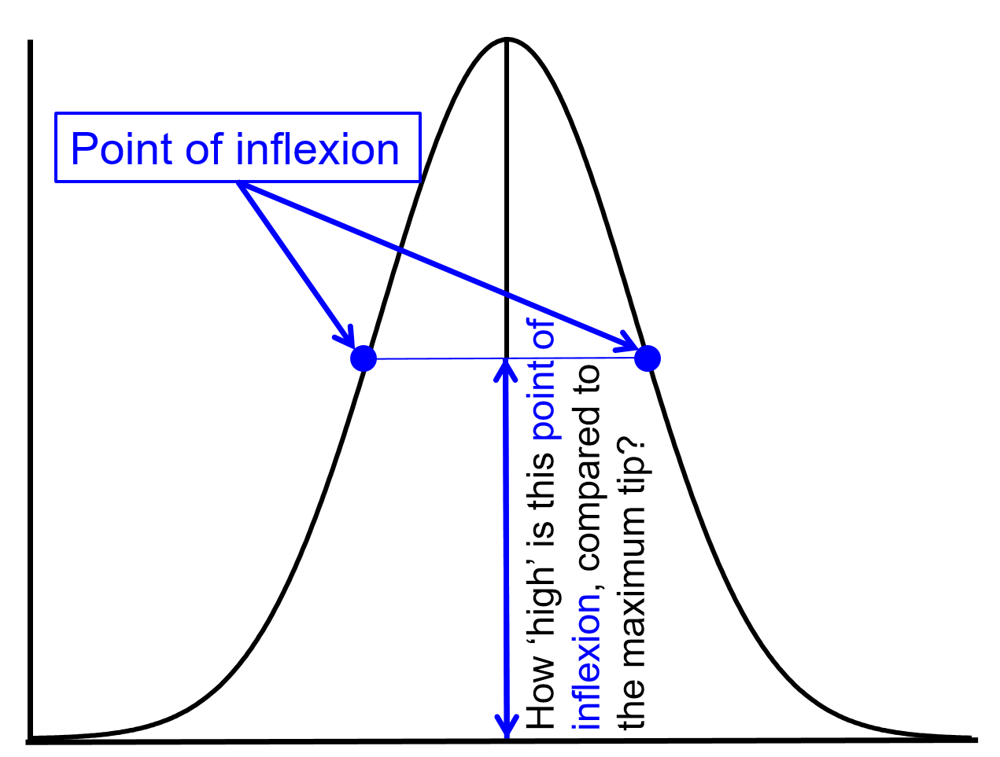 Point of inflexion
How ‘high’ is this point of
inflexion, compared to
the maximum tip?